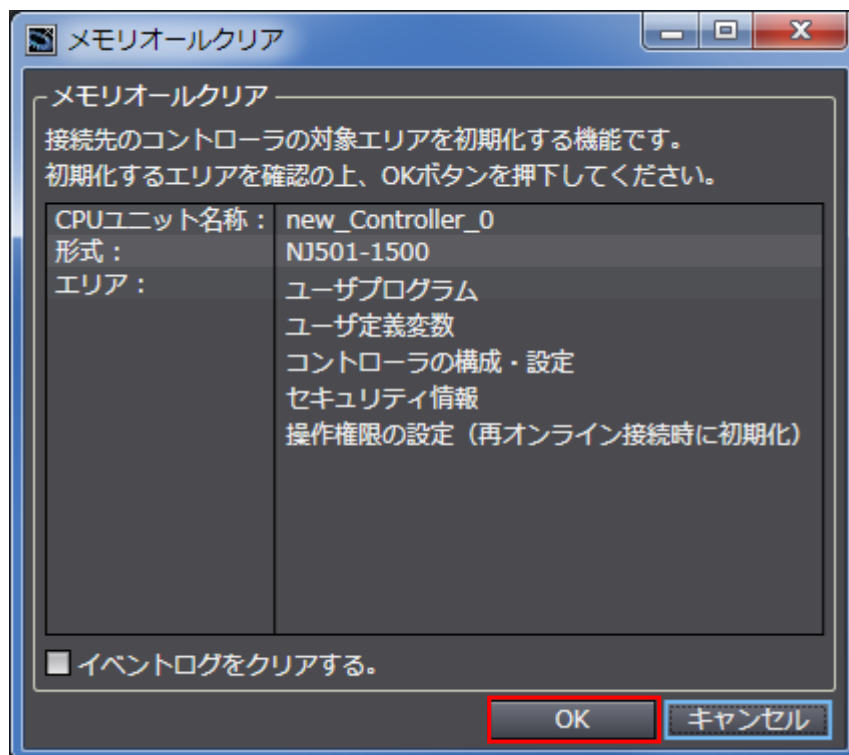 メモリオールクリア
メモリオールクリア
接続先のコントローラの対象エリアを初期化する機能です。
初期化するエリアを確認の上、OKボタンを押下してください。
CPUユニット名称： new_Controller_0
形式： NJ501-1500
エリア： ユーザプログラム
ユーザ定義変数
コントローラの構成・設定
セキュリティ情報
操作権限の設定（再オンライン接続時に初期化）
イベントログをクリアする。
OK キャンセル